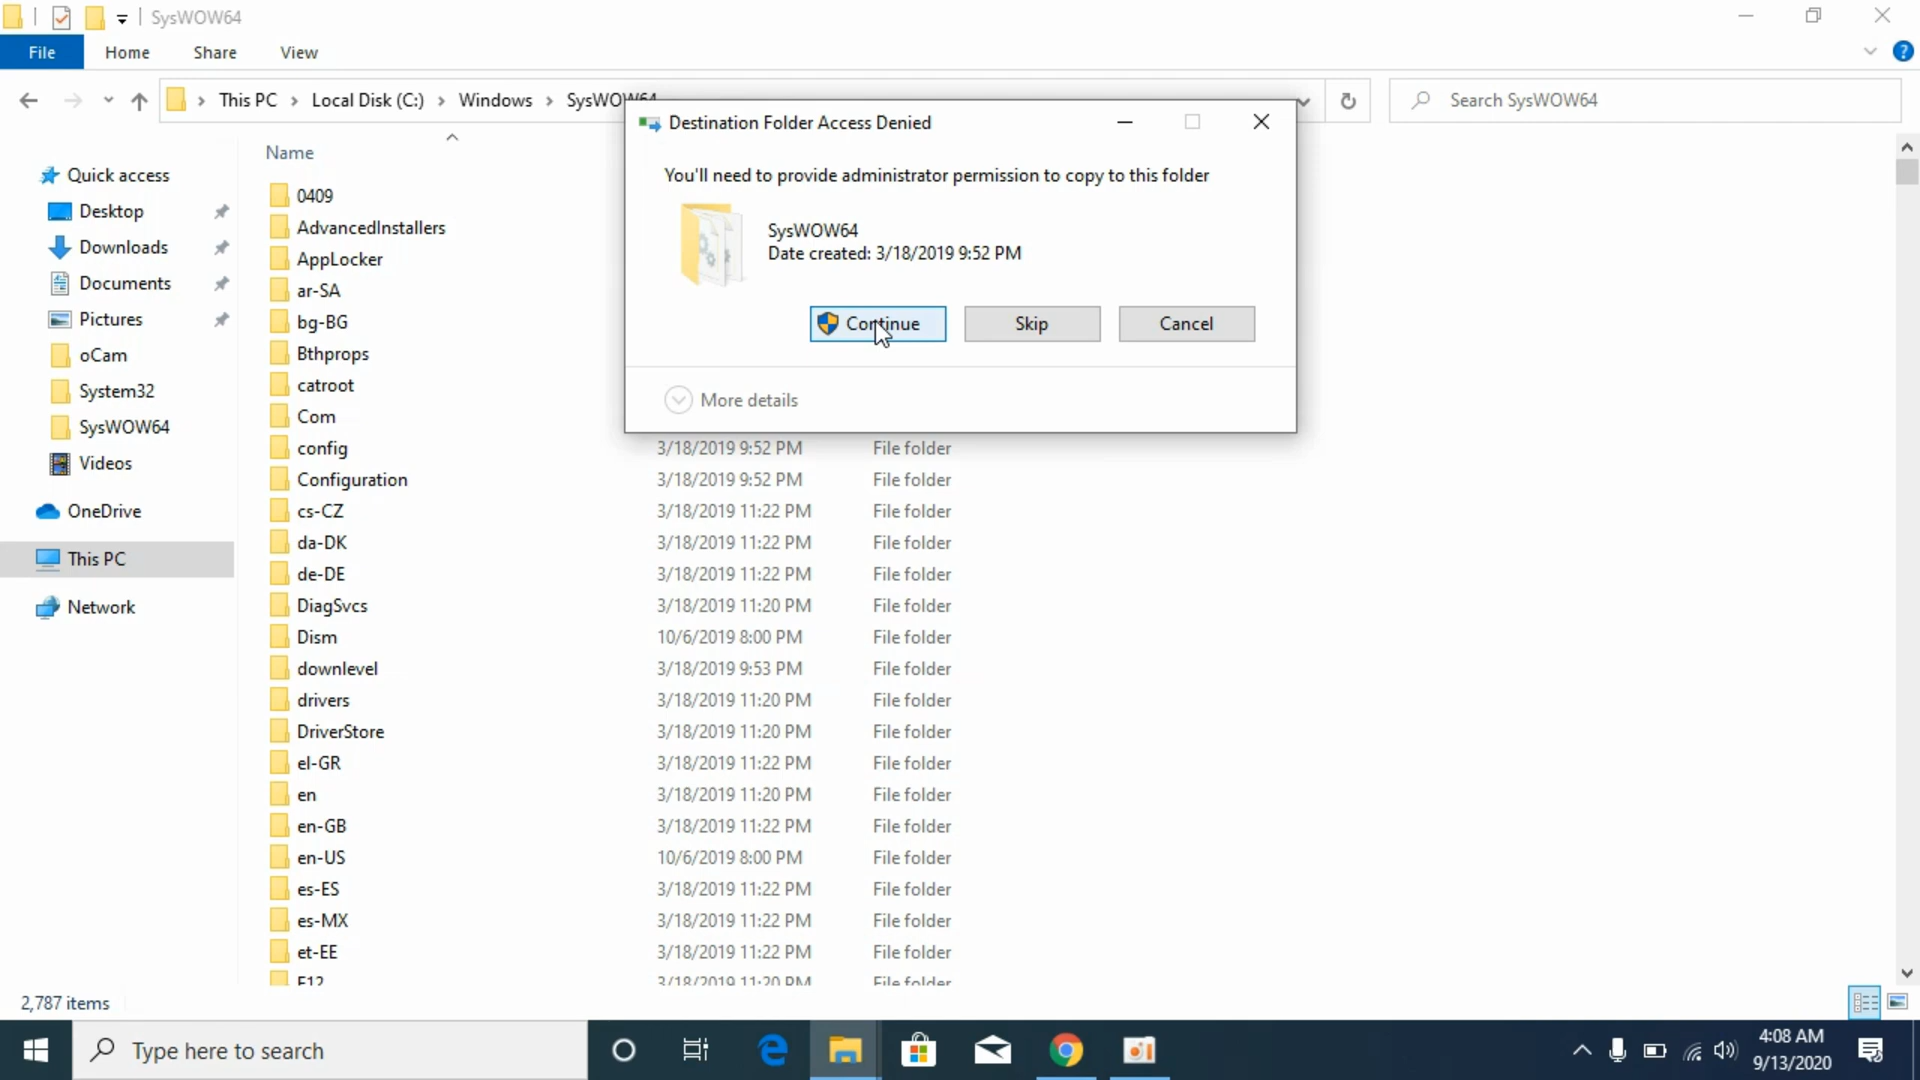 SysWOW64
File Home Share View
This PC Local Disk (C:) Windows SysWOW64
Search SysWOW64
Destination Folder Access Denied
You'll need to provide administrator permission to copy to this folder
SysWOW64
Date created: 3/18/2019 9:52 PM
Continue Skip Cancel
More details
Quick access
Desktop
Downloads
Documents
Pictures
oCam
System32
SysWOW64
Videos
OneDrive
This PC
Network
Name
0409
AdvancedInstallers
AppLocker
ar-SA
bg-BG
Bthprops
catroot
Com
config 3/18/2019 9:52 PM File folder
Configuration 3/18/2019 9:52 PM File folder
cs-CZ 3/18/2019 11:22 PM File folder
da-DK 3/18/2019 11:22 PM File folder
de-DE 3/18/2019 11:22 PM File folder
DiagSvcs 3/18/2019 11:20 PM File folder
Dism 10/6/2019 8:00 PM File folder
downlevel 3/18/2019 9:53 PM File folder
drivers 3/18/2019 11:20 PM File folder
DriverStore 3/18/2019 11:20 PM File folder
el-GR 3/18/2019 11:22 PM File folder
en 3/18/2019 11:20 PM File folder
en-GB 3/18/2019 11:22 PM File folder
en-US 10/6/2019 8:00 PM File folder
es-ES 3/18/2019 11:22 PM File folder
es-MX 3/18/2019 11:22 PM File folder
et-EE 3/18/2019 11:22 PM File folder
F12 3/18/2019 11:20 PM File folder
2,787 items
Type here to search
4:08 AM
9/13/2020